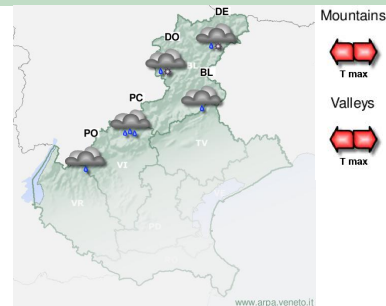 DE
Mountains
DO
BL
T max
PC
Valleys
PO
TV
VI
T max
VR
www.arpa.veneto.it